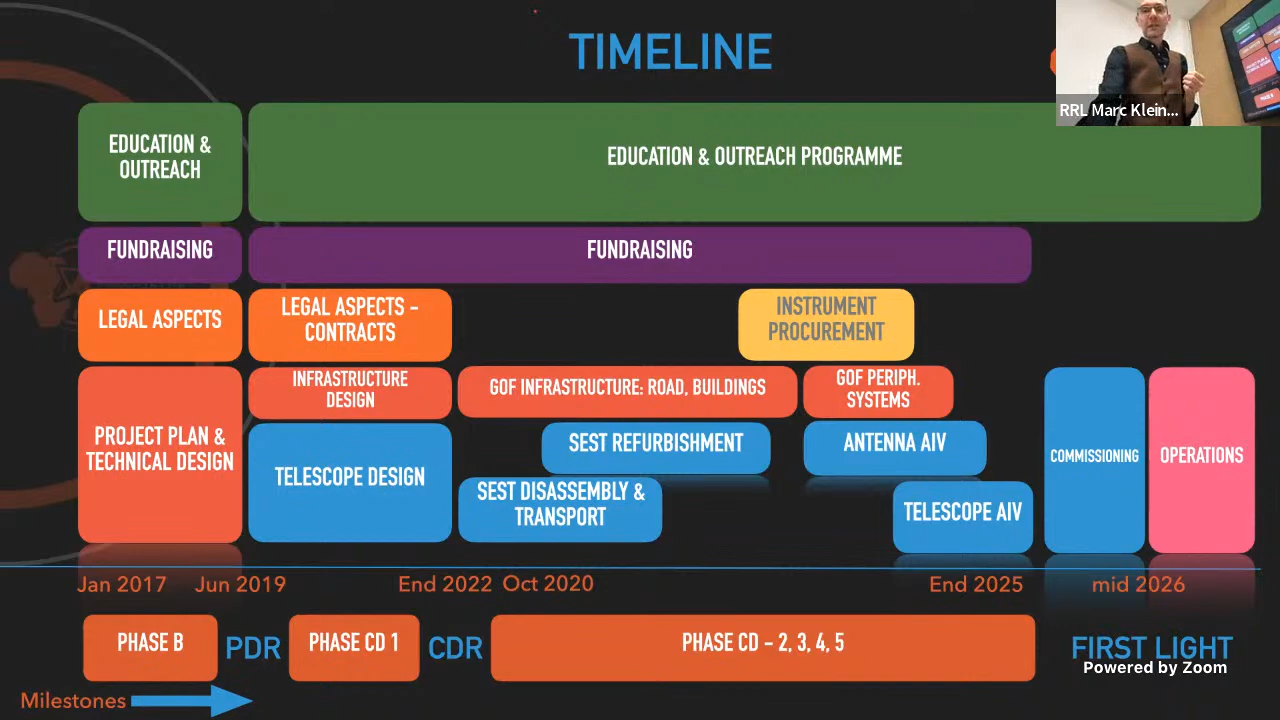 TIMELINE
RRL Marc Klein...
EDUCATION &
OUTREACH
EDUCATION & OUTREACH PROGRAMME
FUNDRAISING
FUNDRAISING
LEGAL ASPECTS
LEGAL ASPECTS -
CONTRACTS
INSTRUMENT
PROCUREMENT
PROJECT PLAN &
TECHNICAL DESIGN
INFRASTRUCTURE
DESIGN
GOF INFRASTRUCTURE: ROAD, BUILDINGS
GOF PERIPH.
SYSTEMS
TELESCOPE DESIGN
SEST REFURBISHMENT
ANTENNA AIV
SEST DISASSEMBLY &
TRANSPORT
TELESCOPE AIV
COMMISSIONING
OPERATIONS
Jan 2017
Jun 2019
End 2022
Oct 2020
End 2025
mid 2026
PHASE B
PDR
PHASE CD 1
CDR
PHASE CD - 2, 3, 4, 5
FIRST LIGHT
Powered by Zoom
Milestones